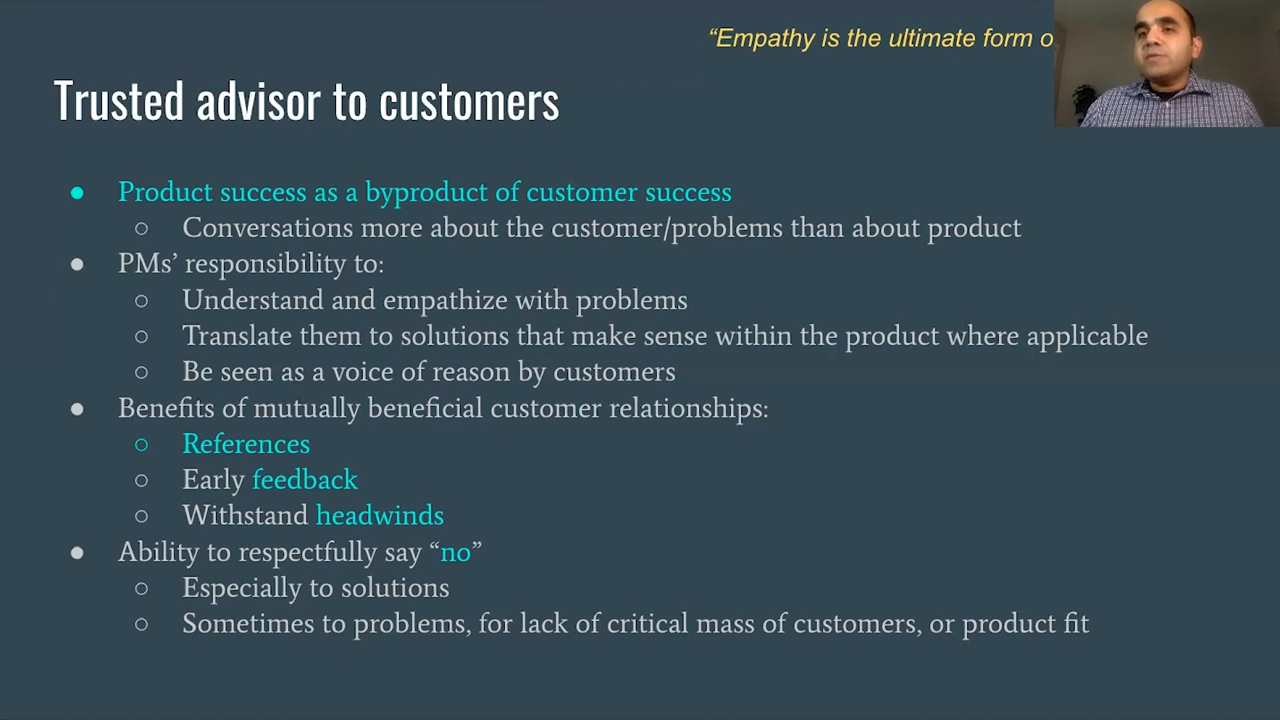 “Empathy is the ultimate form o
Trusted advisor to customers
● Product success as a byproduct of customer success
○ Conversations more about the customer/problems than about product
● PMs’ responsibility to:
○ Understand and empathize with problems
○ Translate them to solutions that make sense within the product where applicable
○ Be seen as a voice of reason by customers
● Benefits of mutually beneficial customer relationships:
○ References
○ Early feedback
○ Withstand headwinds
● Ability to respectfully say “no”
○ Especially to solutions
○ Sometimes to problems, for lack of critical mass of customers, or product fit